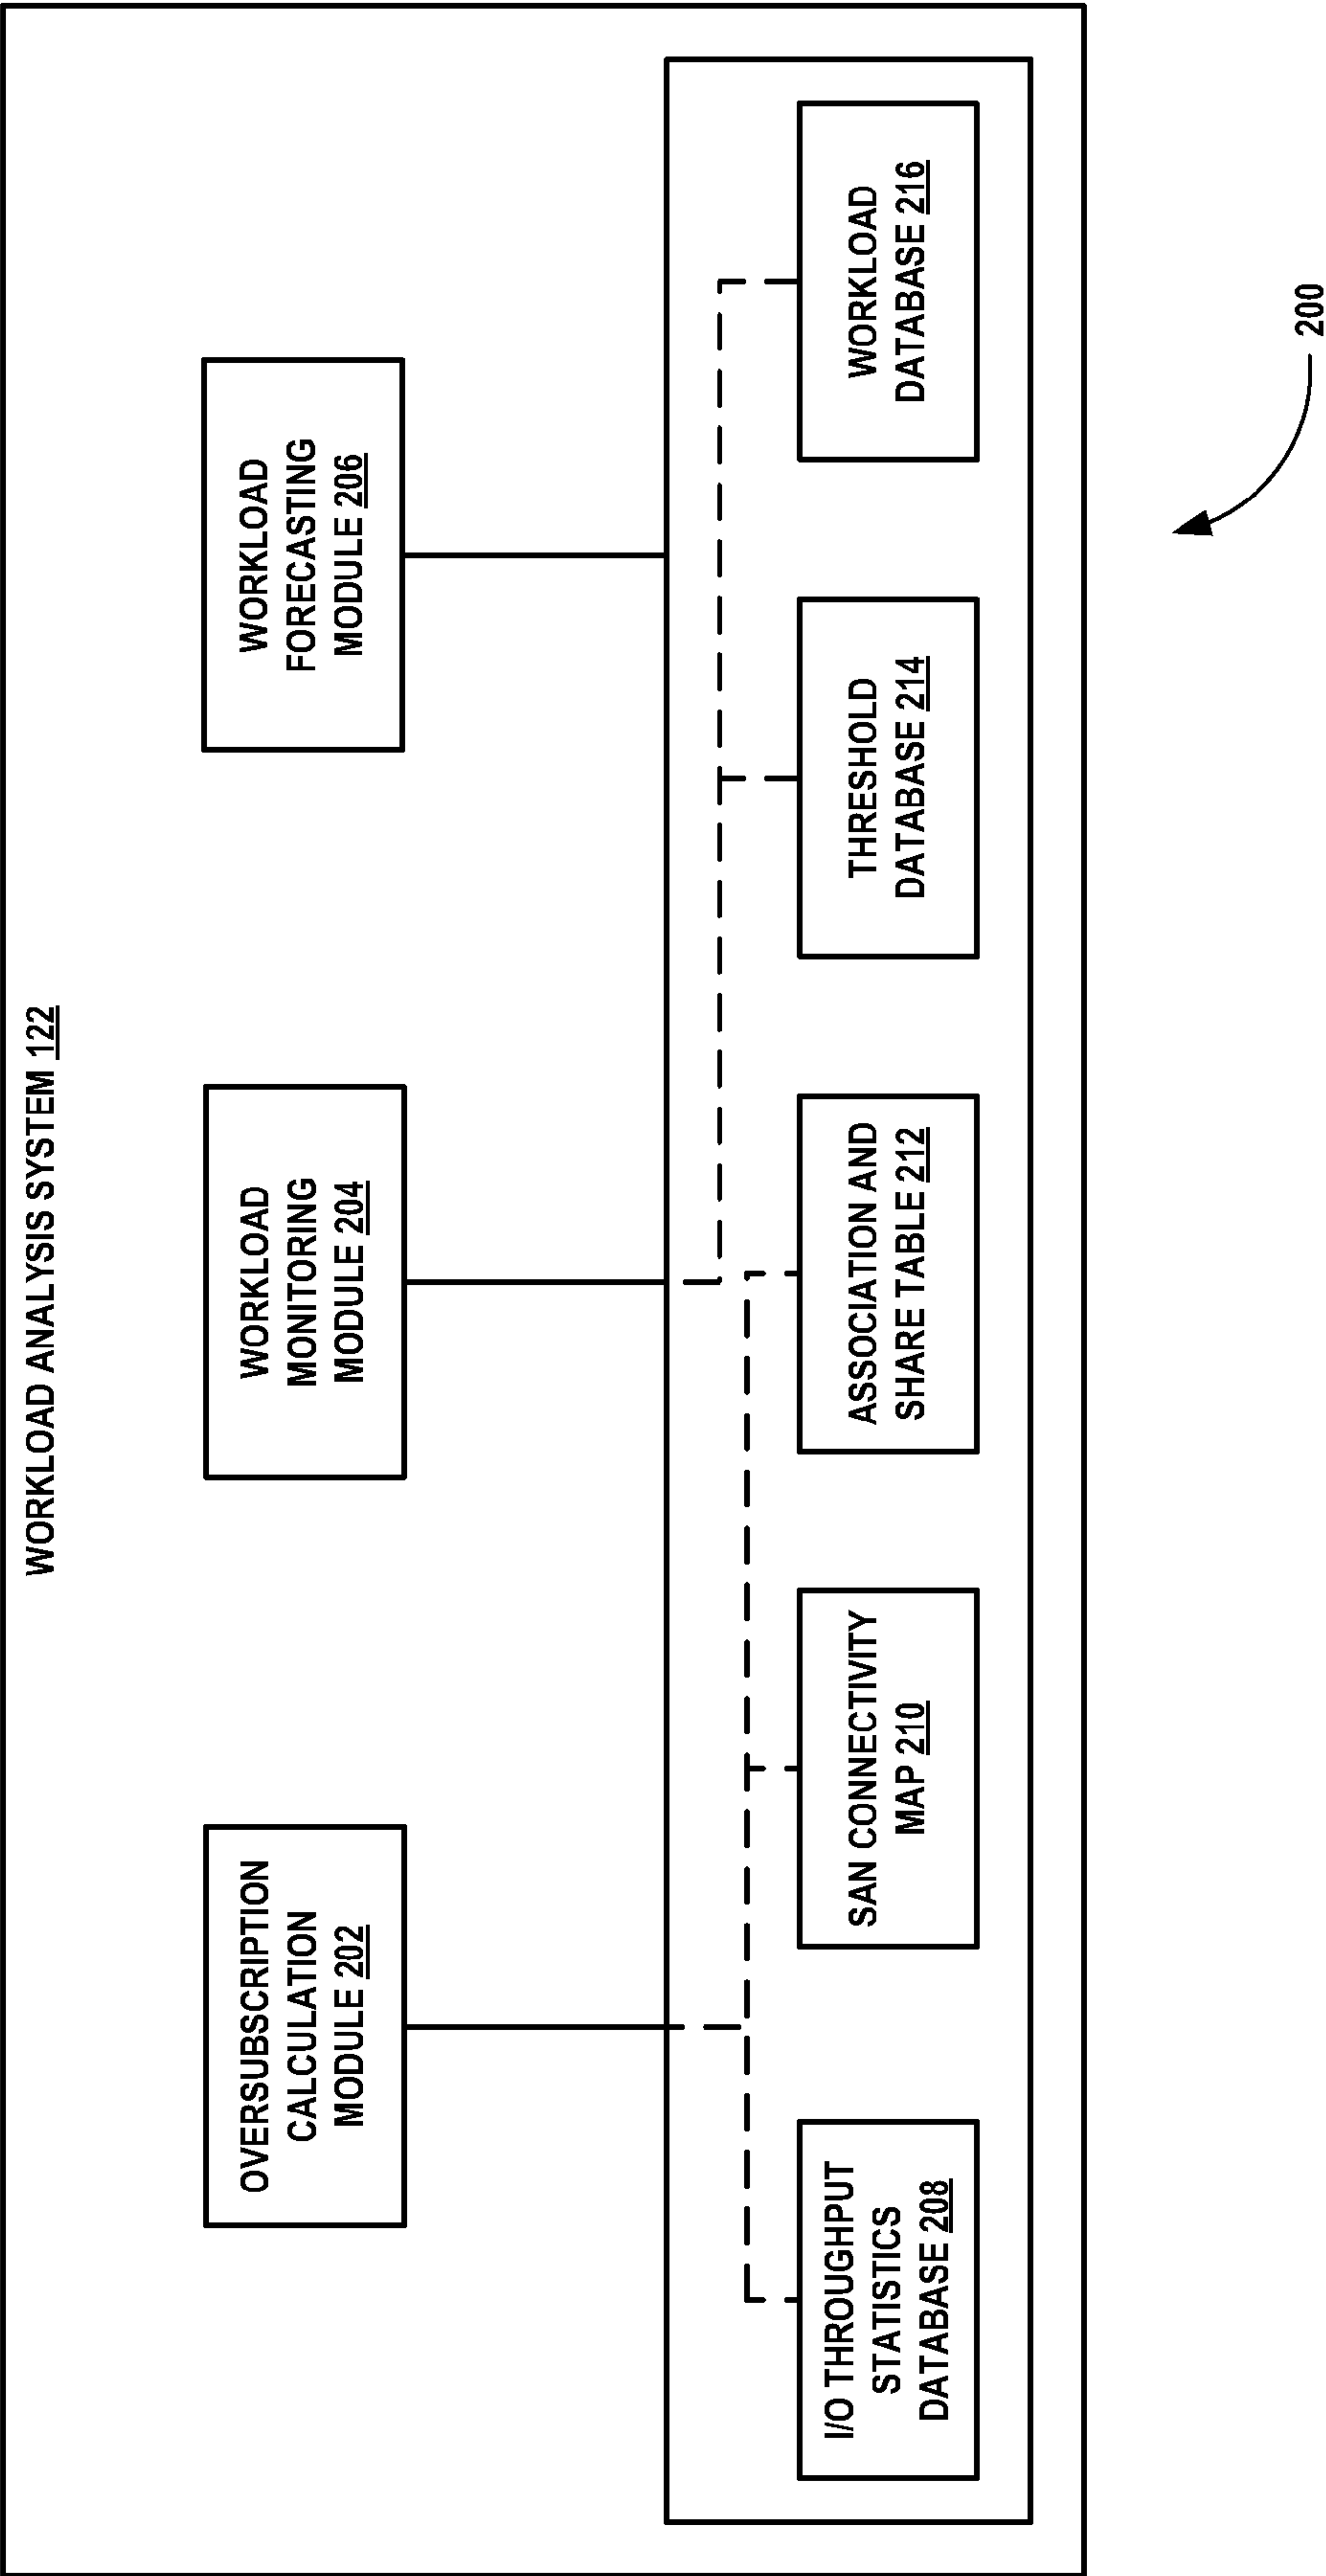 WORKLOAD ANALYSIS SYSTEM 122
OVERSUBSCRIPTION
CALCULATION
MODULE 202
WORKLOAD
MONITORING
MODULE 204
WORKLOAD
FORECASTING
MODULE 206
I/O THROUGHPUT
STATISTICS
DATABASE 208
SAN CONNECTIVITY
MAP 210
ASSOCIATION AND
SHARE TABLE 212
THRESHOLD
DATABASE 214
WORKLOAD
DATABASE 216
200